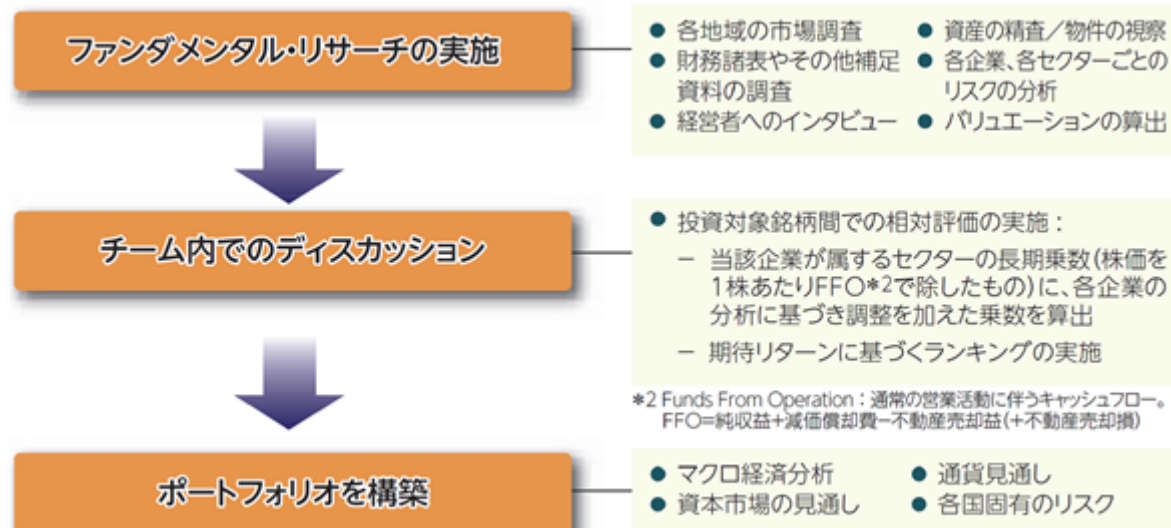 ファンダメンタル・リサーチの実施
● 各地域の市場調査
● 財務諸表やその他補足
資料の調査
● 経営者へのインタビュー
● 資産の精査／物件の視察
● 各企業、各セクターごとの
リスクの分析
● バリュエーションの算出
チーム内でのディスカッション
● 投資対象銘柄間での相対評価の実施：
－ 当該企業が属するセクターの長期乗数(株価を
1株あたりFFO*2で除したもの)に、各企業の
分析に基づき調整を加えた乗数を算出
－ 期待リターンに基づくランキングの実施
*2 Funds From Operation：通常の営業活動に伴うキャッシュフロー。
FFO=純収益+減価償却費−不動産売却益(+不動産売却損)
ポートフォリオを構築
● マクロ経済分析
● 資本市場の見通し
● 通貨見通し
● 各国固有のリスク